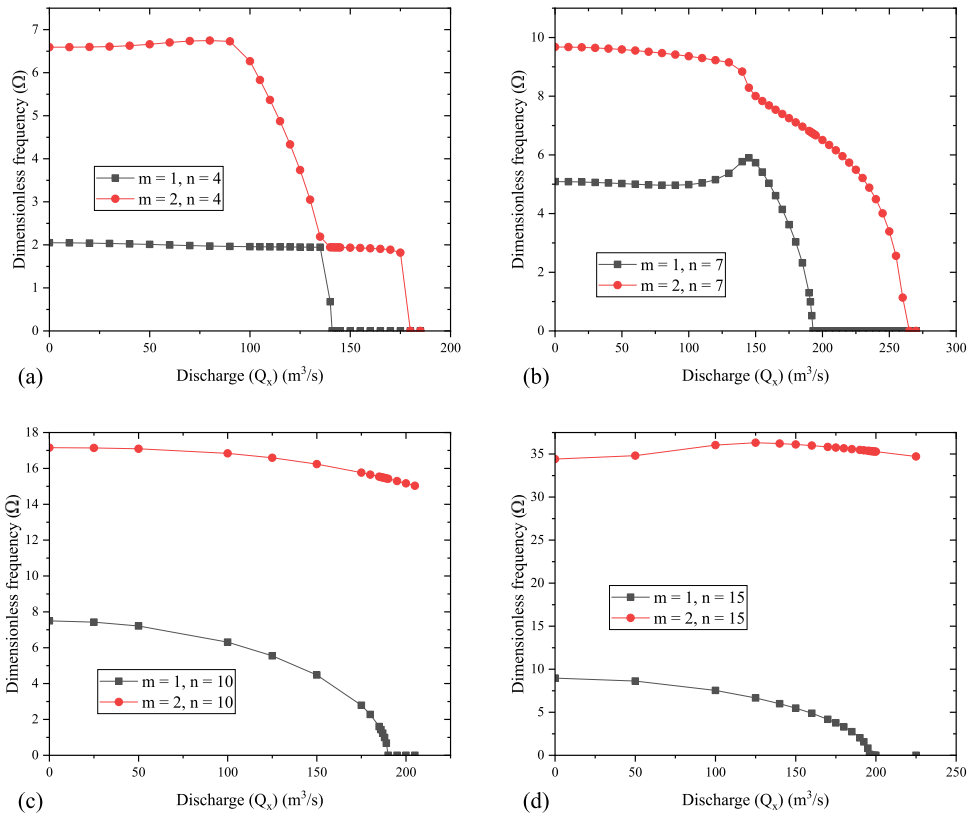 7
6
5
4
3
2
1
0
Dimensionless frequency (Ω)
m = 1, n = 4
m = 2, n = 4
0 50 100 150 200
(a)
Discharge (Qₓ) (m³/s)
10
8
6
4
2
0
Dimensionless frequency (Ω)
m = 1, n = 7
m = 2, n = 7
0 50 100 150 200 250 300
(b)
Discharge (Qₓ) (m³/s)
18
16
14
12
10
8
6
4
2
0
Dimensionless frequency (Ω)
m = 1, n = 10
m = 2, n = 10
0 50 100 150 200
(c)
Discharge (Qₓ) (m³/s)
35
30
25
20
15
10
5
0
Dimensionless frequency (Ω)
m = 1, n = 15
m = 2, n = 15
0 50 100 150 200 250
(d)
Discharge (Qₓ) (m³/s)